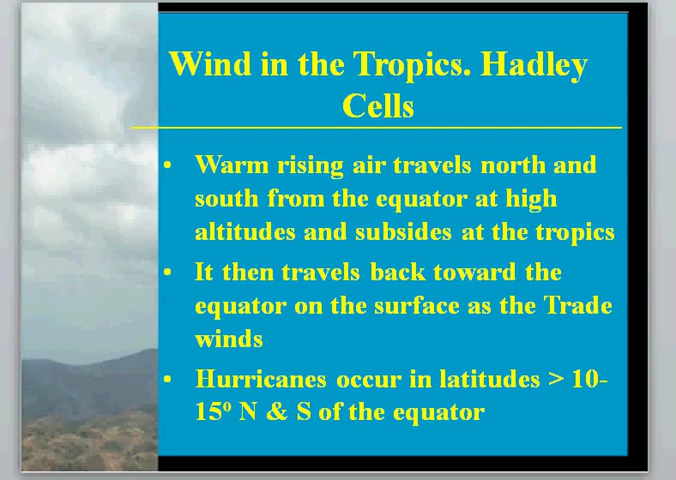 Wind in the Tropics. Hadley
Cells
• Warm rising air travels north and
south from the equator at high
altitudes and subsides at the tropics
• It then travels back toward the
equator on the surface as the Trade
winds
• Hurricanes occur in latitudes > 10-
15º N & S of the equator